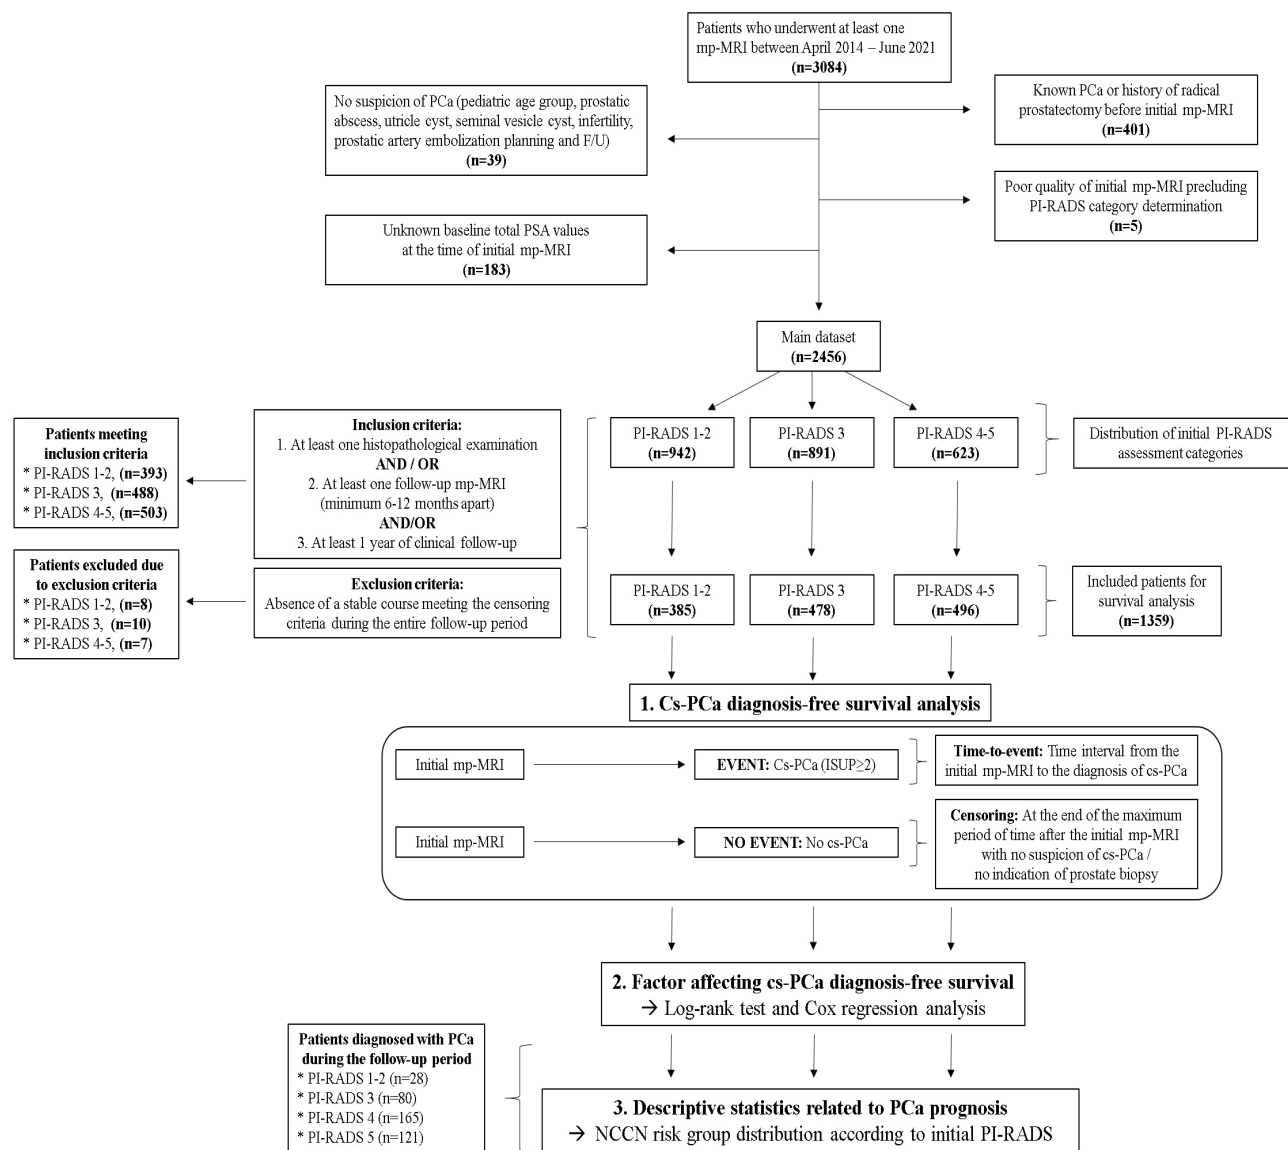 Patients who underwent at least one
mp-MRI between April 2014 – June 2021
(n=3084)
No suspicion of PCa (pediatric age group, prostatic
abscess, utricle cyst, seminal vesicle cyst, infertility,
prostatic artery embolization planning and F/U)
(n=39)
Known PCa or history of radical
prostatectomy before initial mp-MRI
(n=401)
Poor quality of initial mp-MRI precluding
PI-RADS category determination
(n=5)
Unknown baseline total PSA values
at the time of initial mp-MRI
(n=183)
Main dataset
(n=2456)
Patients meeting
inclusion criteria
* PI-RADS 1-2, (n=393)
* PI-RADS 3, (n=488)
* PI-RADS 4-5, (n=503)
Inclusion criteria:
1. At least one histopathological examination
AND / OR
2. At least one follow-up mp-MRI
(minimum 6-12 months apart)
AND/OR
3. At least 1 year of clinical follow-up
PI-RADS 1-2
(n=942)
PI-RADS 3
(n=891)
PI-RADS 4-5
(n=623)
Distribution of initial PI-RADS
assessment categories
Patients excluded due
to exclusion criteria
* PI-RADS 1-2, (n=8)
* PI-RADS 3, (n=10)
* PI-RADS 4-5, (n=7)
Exclusion criteria:
Absence of a stable course meeting the censoring
criteria during the entire follow-up period
PI-RADS 1-2
(n=385)
PI-RADS 3
(n=478)
PI-RADS 4-5
(n=496)
Included patients for
survival analysis
(n=1359)
1. Cs-PCa diagnosis-free survival analysis
Initial mp-MRI
EVENT: Cs-PCa (ISUP≥2)
Time-to-event: Time interval from the
initial mp-MRI to the diagnosis of cs-PCa
Initial mp-MRI
NO EVENT: No cs-PCa
Censoring: At the end of the maximum
period of time after the initial mp-MRI
with no suspicion of cs-PCa /
no indication of prostate biopsy
2. Factor affecting cs-PCa diagnosis-free survival
→ Log-rank test and Cox regression analysis
Patients diagnosed with PCa
during the follow-up period
* PI-RADS 1-2 (n=28)
* PI-RADS 3 (n=80)
* PI-RADS 4 (n=165)
* PI-RADS 5 (n=121)
3. Descriptive statistics related to PCa prognosis
→ NCCN risk group distribution according to initial PI-RADS